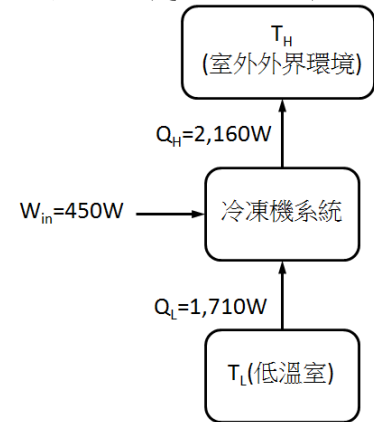 T_H
(室外外界環境)
Q_H=2,160W
W_in=450W
冷凍機系統
Q_L=1,710W
T_L(低溫室)